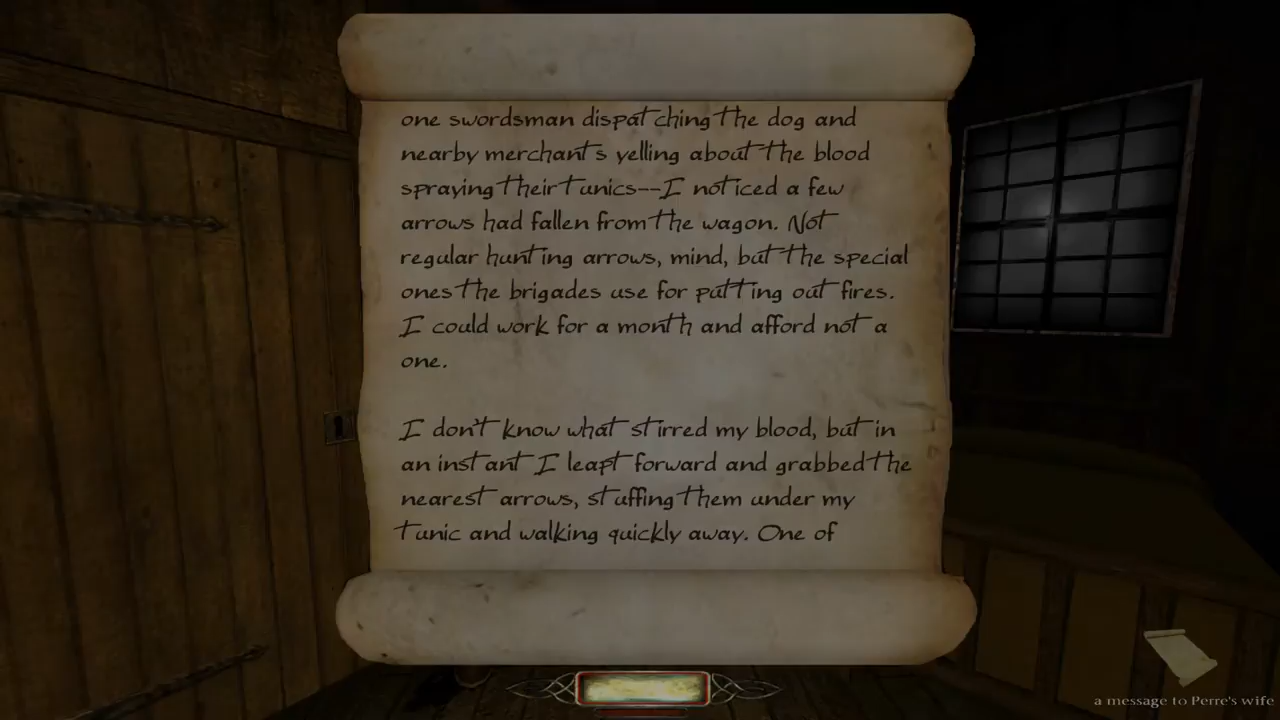 one swordsman dispatching the dog and
nearby merchants yelling about the blood
spraying their tunics--I noticed a few
arrows had fallen from the wagon. Not
regular hunting arrows, mind, but the special
ones the brigades use for putting out fires.
I could work for a month and afford not a
one.
I don't know what stirred my blood, but in
an instant I leapt forward and grabbed the
nearest arrows, stuffing them under my
tunic and walking quickly away. One of
a message to Perre's wife